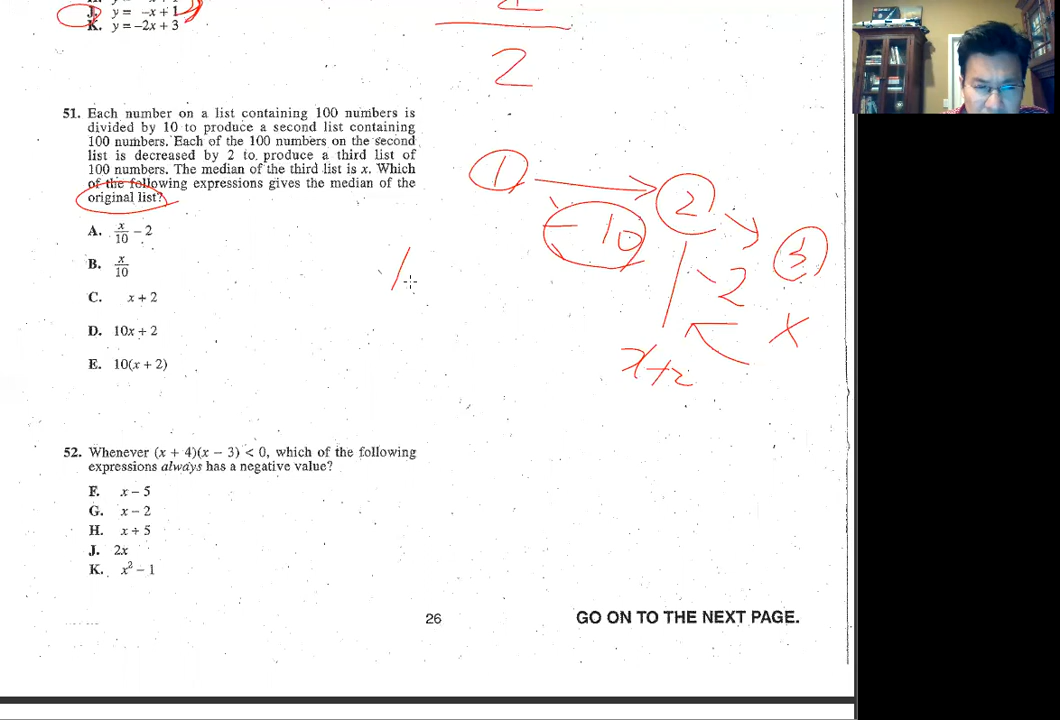 J. y = -x + 1
K. y = -2x + 3
2
51. Each number on a list containing 100 numbers is
divided by 10 to produce a second list containing
100 numbers. Each of the 100 numbers on the second
list is decreased by 2 to produce a third list of
100 numbers. The median of the third list is x. Which
of the following expressions gives the median of the
original list?
A. x/10 - 2
B. x/10
C. x + 2
D. 10x + 2
E. 10(x + 2)
1
2
÷ 10
3
- 2
x
x+2
52. Whenever (x + 4)(x - 3) < 0, which of the following
expressions always has a negative value?
F. x - 5
G. x - 2
H. x + 5
J. 2x
K. x² - 1
26
GO ON TO THE NEXT PAGE.